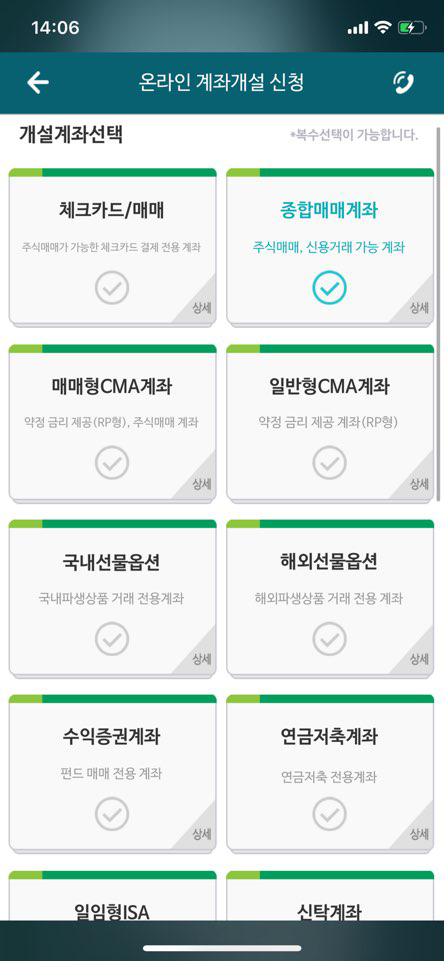 14:06
온라인 계좌개설 신청
개설계좌선택
*복수선택이 가능합니다.
체크카드/매매
주식매매가 가능한 체크카드 결제 전용 계좌
상세
종합매매계좌
주식매매, 신용거래 가능 계좌
상세
매매형CMA계좌
약정 금리 제공(RP형), 주식매매 계좌
상세
일반형CMA계좌
약정 금리 제공 계좌(RP형)
상세
국내선물옵션
국내파생상품 거래 전용계좌
상세
해외선물옵션
해외파생상품 거래 전용 계좌
상세
수익증권계좌
펀드 매매 전용 계좌
상세
연금저축계좌
연금저축 전용계좌
상세
일임형ISA
신탁계좌